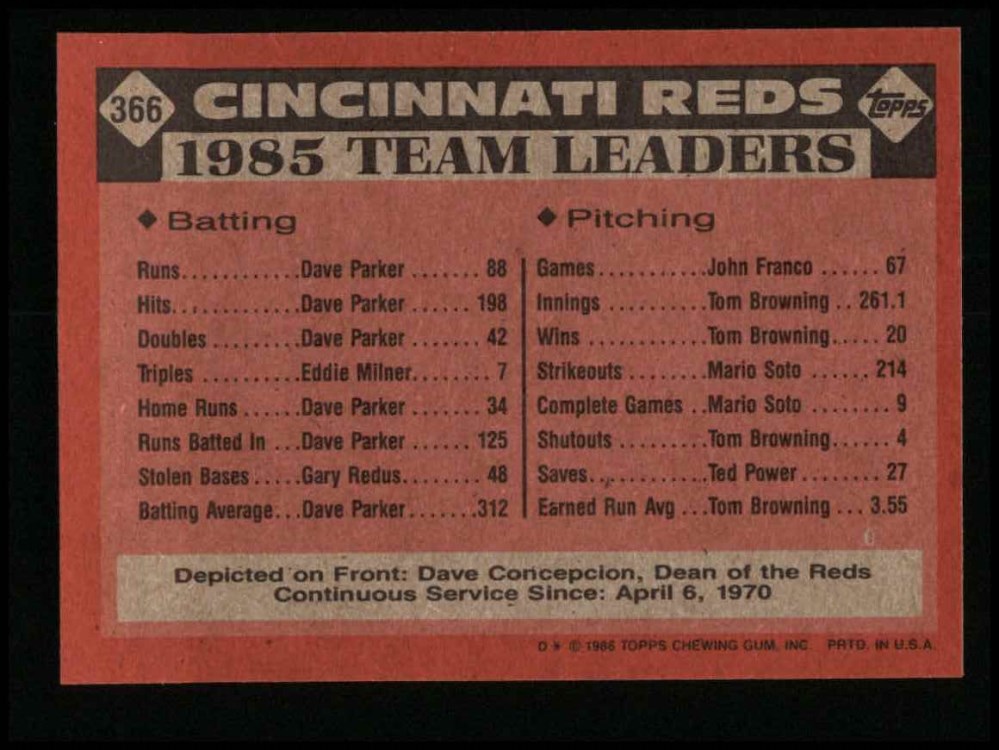 366 CINCINNATI REDS TOPPS
1985 TEAM LEADERS
◆ Batting
Runs...........Dave Parker .......88
Hits............Dave Parker ......198
Doubles .........Dave Parker .......42
Triples ..........Eddie Milner........7
Home Runs ......Dave Parker .......34
Runs Batted In ...Dave Parker ......125
Stolen Bases .....Gary Redus........48
Batting Average...Dave Parker.......312
◆ Pitching
Games...........John Franco ......67
Innings ..........Tom Browning ..261.1
Wins ............Tom Browning.....20
Strikeouts ........Mario Soto ......214
Complete Games ..Mario Soto ........9
Shutouts .........Tom Browning......4
Saves............Ted Power........27
Earned Run Avg ...Tom Browning ...3.55
Depicted on Front: Dave Concepcion, Dean of the Reds
Continuous Service Since: April 6, 1970
D * © 1986 TOPPS CHEWING GUM, INC. PRTD. IN U.S.A.